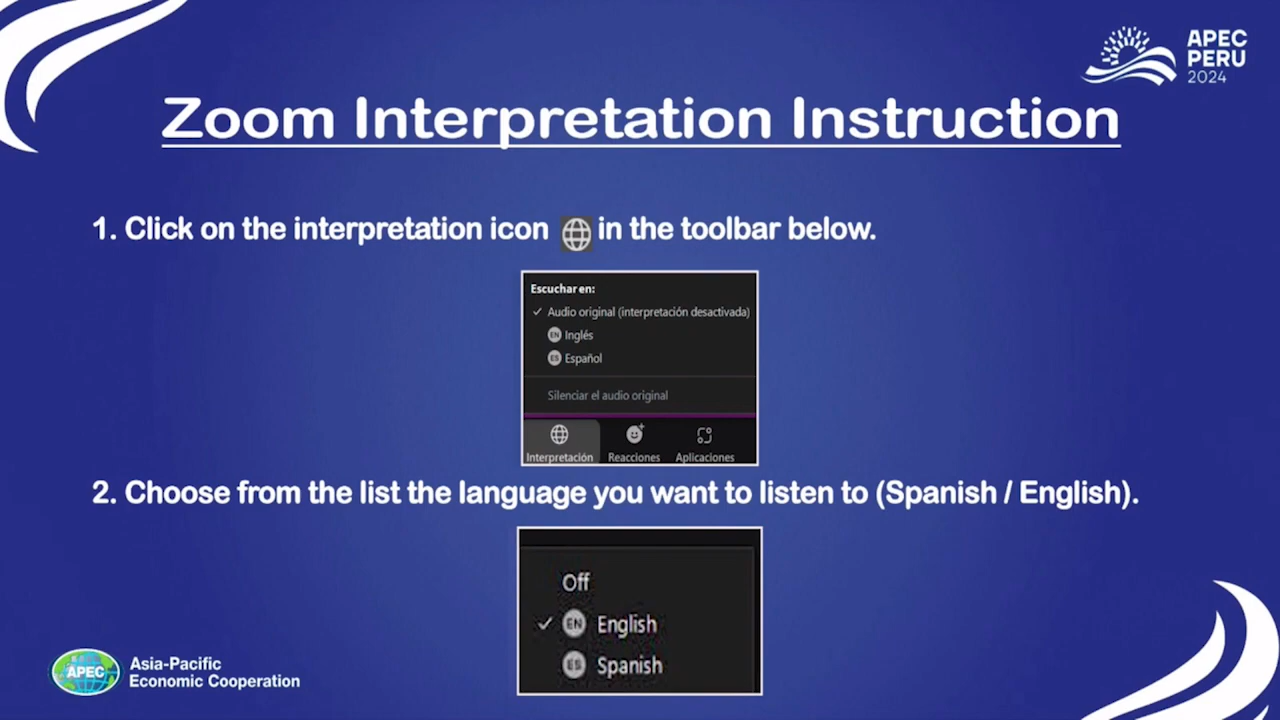 APEC
PERU
2024
Zoom Interpretation Instruction
1. Click on the interpretation icon in the toolbar below.
Escuchar en:
Audio original (interpretación desactivada)
EN Inglés
ES Español
Silenciar el audio original
Interpretación Reacciones Aplicaciones
2. Choose from the list the language you want to listen to (Spanish / English).
Off
EN English
ES Spanish
APEC
Asia-Pacific
Economic Cooperation